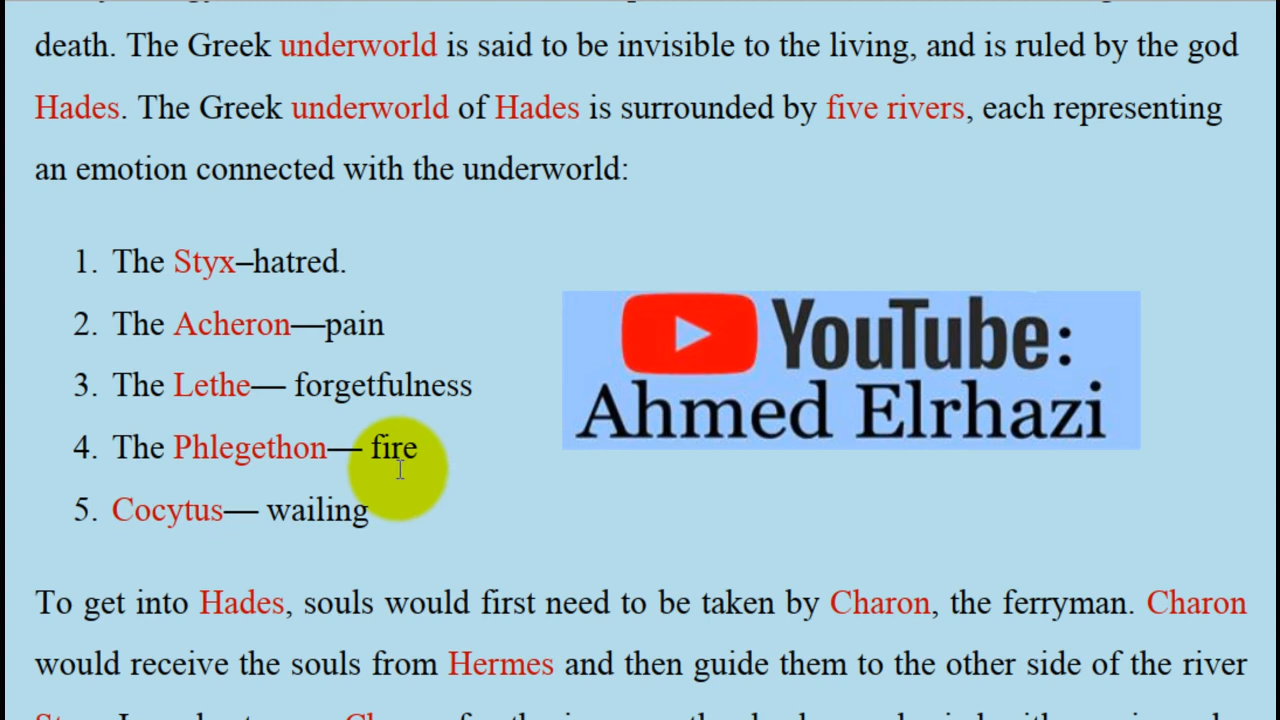 death. The Greek underworld is said to be invisible to the living, and is ruled by the god
Hades. The Greek underworld of Hades is surrounded by five rivers, each representing
an emotion connected with the underworld:
1. The Styx–hatred.
2. The Acheron—pain
3. The Lethe— forgetfulness
4. The Phlegethon— fire
5. Cocytus— wailing
YouTube:
Ahmed Elrhazi
To get into Hades, souls would first need to be taken by Charon, the ferryman. Charon
would receive the souls from Hermes and then guide them to the other side of the river